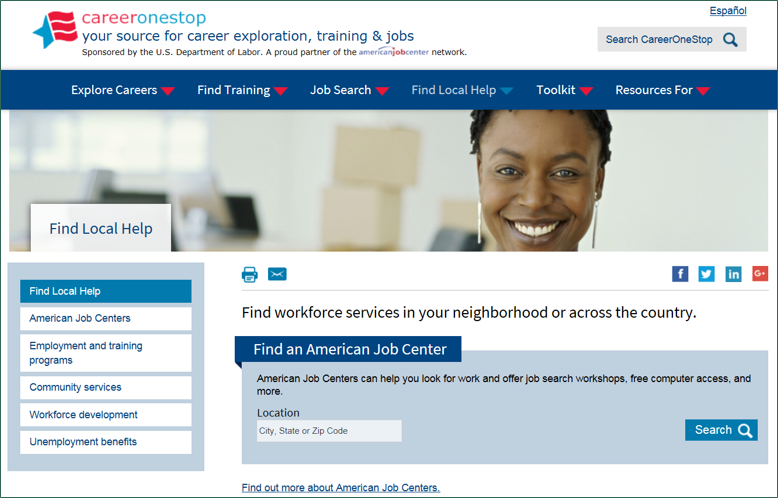 Español
careeronestop
your source for career exploration, training & jobs
Sponsored by the U.S. Department of Labor. A proud partner of the americanjobcenter network.
Search CareerOneStop
Explore Careers Find Training Job Search Find Local Help Toolkit Resources For
Find Local Help
Find Local Help
American Job Centers
Employment and training
programs
Community services
Workforce development
Unemployment benefits
f in G+
Find workforce services in your neighborhood or across the country.
Find an American Job Center
American Job Centers can help you look for work and offer job search workshops, free computer access, and
more.
Location
City, State or Zip Code
Search
Find out more about American Job Centers.